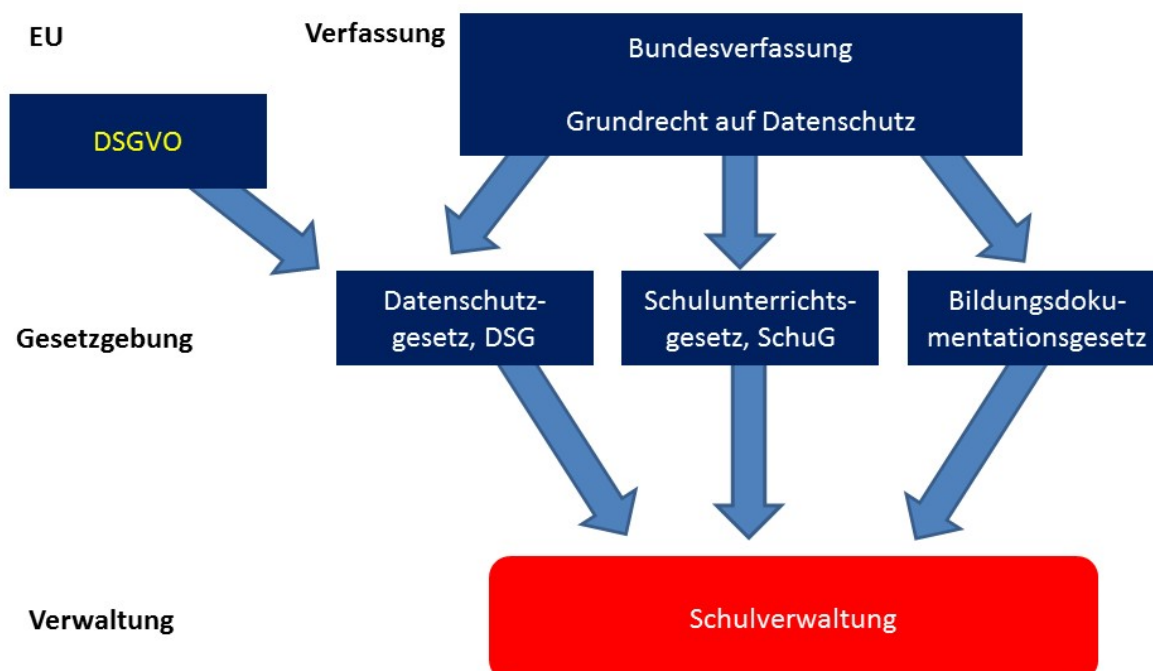 EU
Verfassung
Bundesverfassung
Grundrecht auf Datenschutz
DSGVO
Gesetzgebung
Datenschutz-
gesetz, DSG
Schulunterrichts-
gesetz, SchuG
Bildungsdoku-
mentationsgesetz
Verwaltung
Schulverwaltung